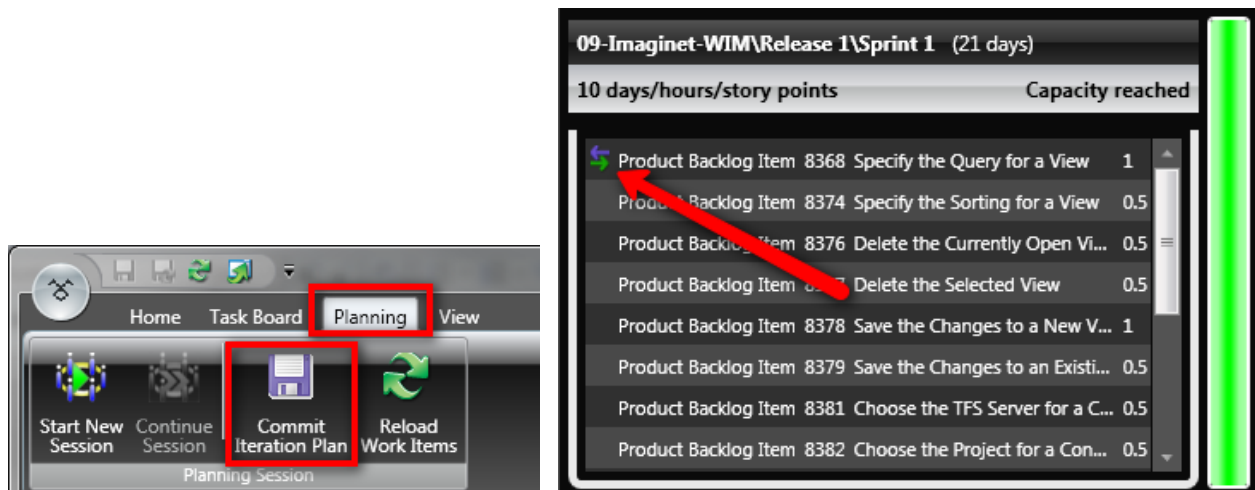 Home Task Board Planning View
Start New Session
Continue Session
Commit Iteration Plan
Reload Work Items
Planning Session
09-Imaginet-WIM\Release 1\Sprint 1 (21 days)
10 days/hours/story points Capacity reached
Product Backlog Item 8368 Specify the Query for a View 1
Product Backlog Item 8374 Specify the Sorting for a View 0.5
Product Backlog Item 8376 Delete the Currently Open Vi... 0.5
Product Backlog Item Delete the Selected View 0.5
Product Backlog Item 8378 Save the Changes to a New V... 1
Product Backlog Item 8379 Save the Changes to an Existi... 0.5
Product Backlog Item 8381 Choose the TFS Server for a C... 0.5
Product Backlog Item 8382 Choose the Project for a Con... 0.5